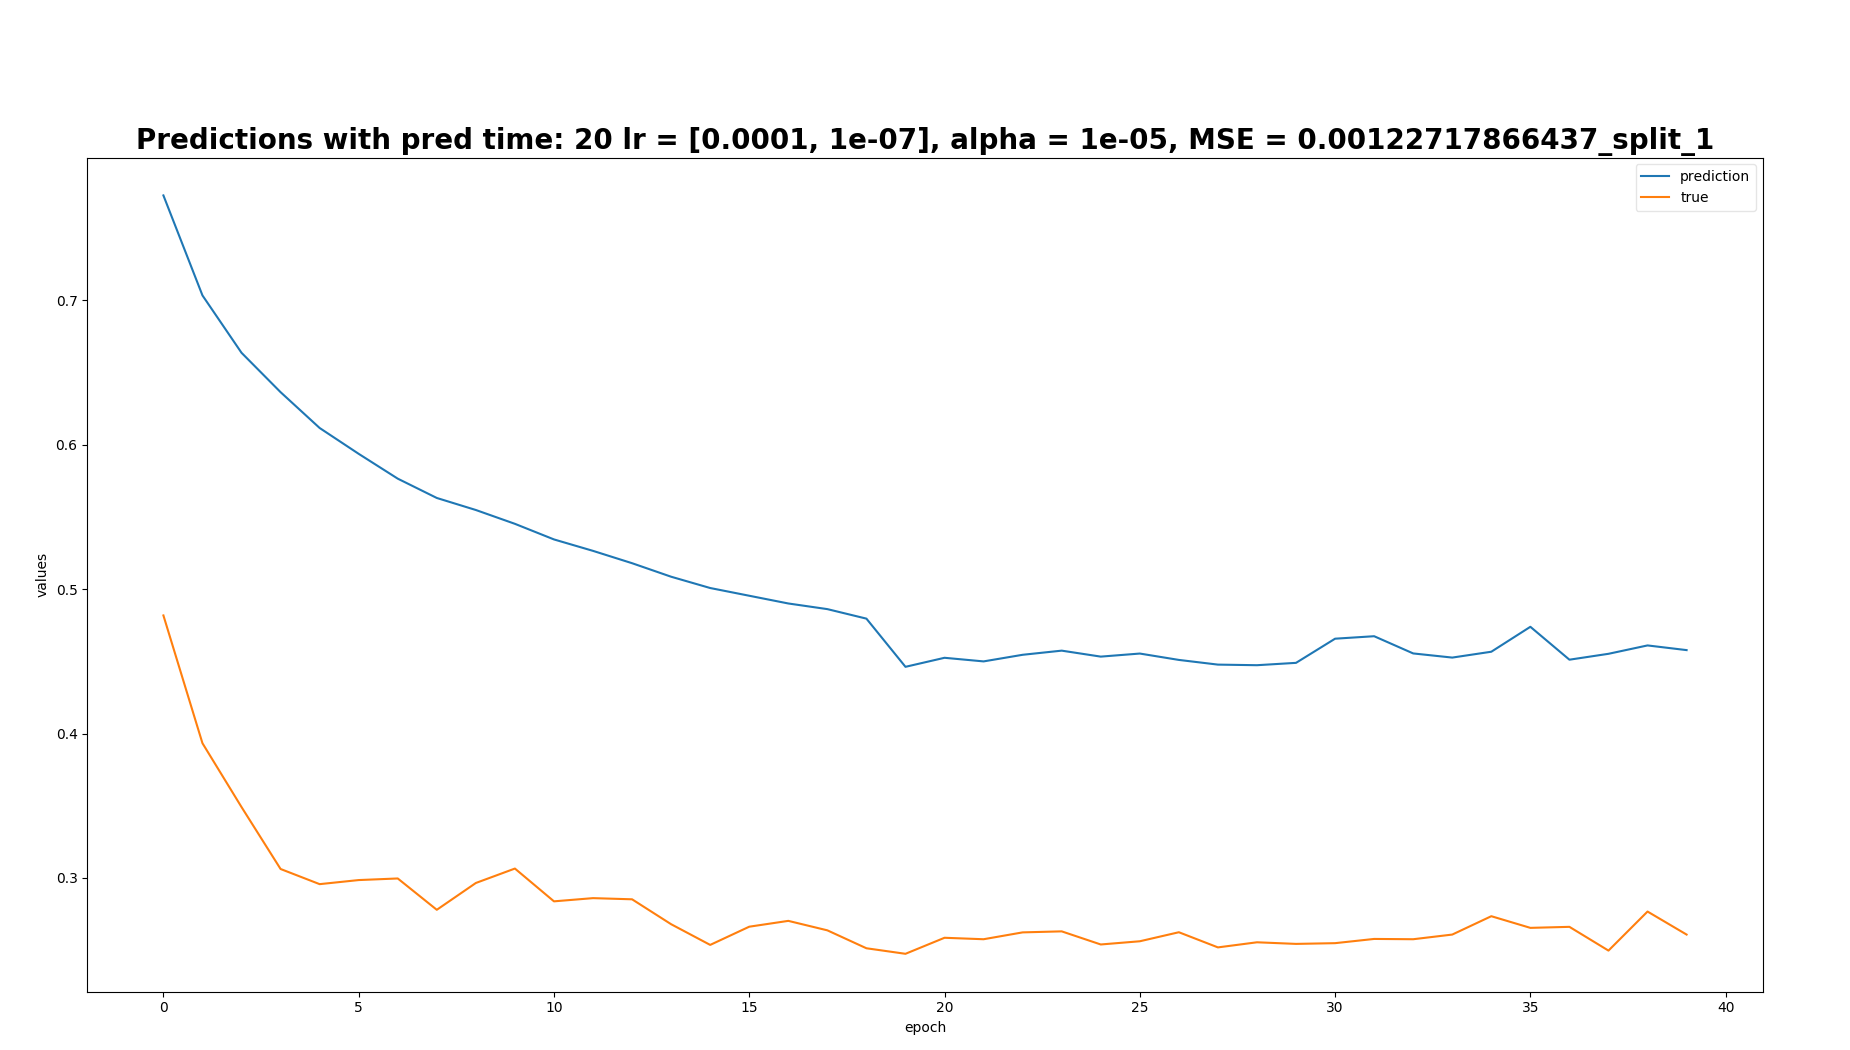 Predictions with pred time: 20 lr = [0.0001, 1e-07], alpha = 1e-05, MSE = 0.00122717866437_split_1
prediction
true
0.7
0.6
0.5
0.4
0.3
values
0 5 10 15 20 25 30 35 40
epoch